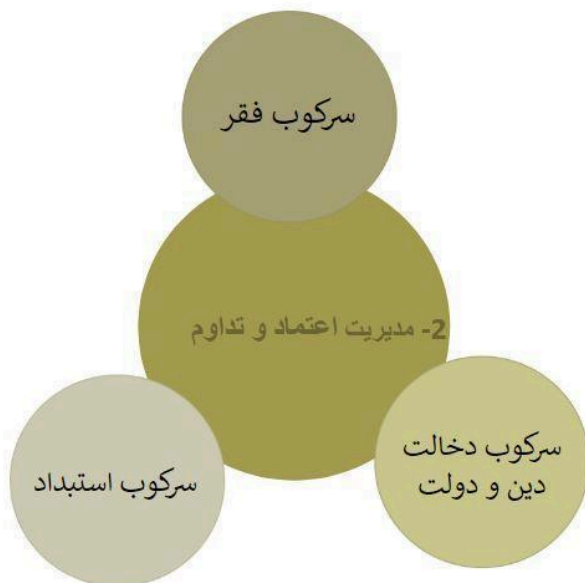 سرکوب فقر
2- مدیریت اعتماد و تداوم
سرکوب دخالت
دین و دولت
سرکوب استبداد